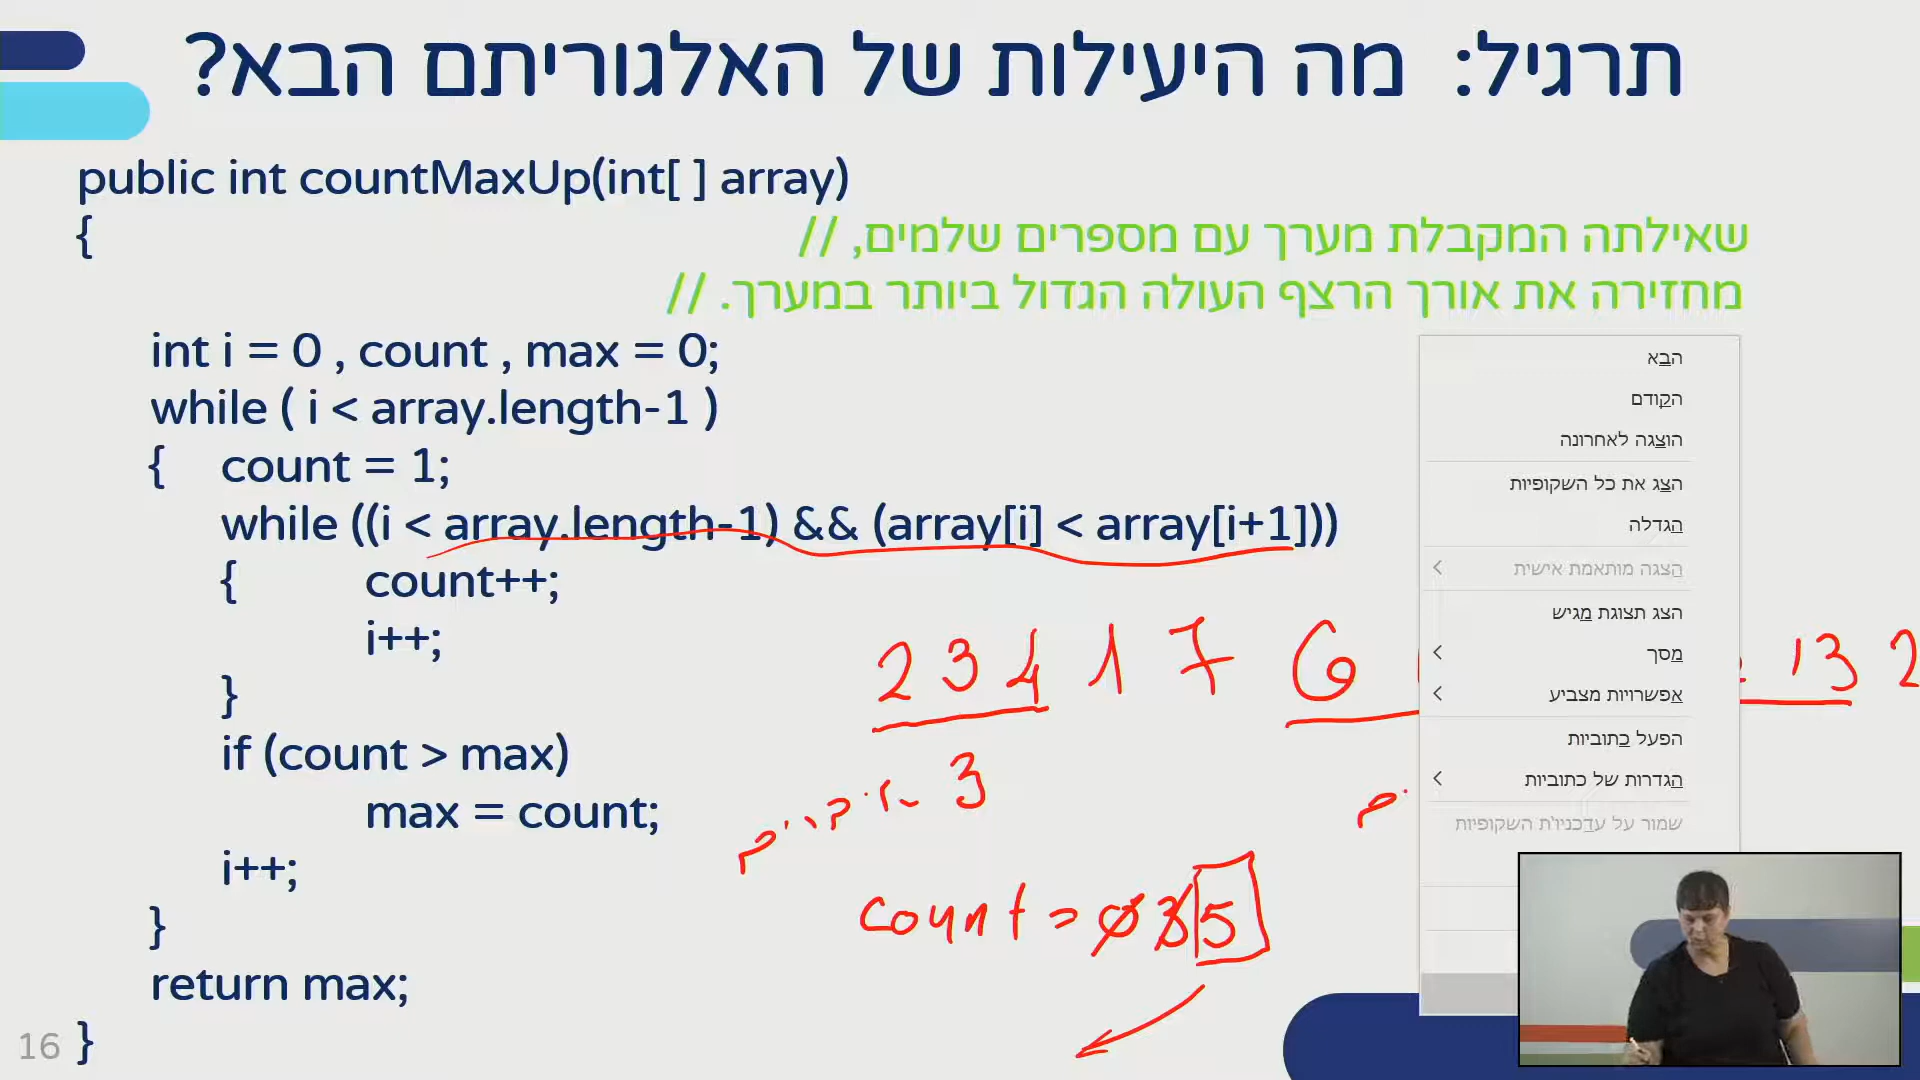 תרגיל: מה היעילות של האלגוריתם הבא?
public int countMaxUp(int[ ] array)
{
שאילתה המקבלת מערך עם מספרים שלמים, //
מחזירה את אורך הרצף העולה הגדול ביותר במערך. //
int i = 0 , count , max = 0;
while ( i < array.length-1 )
{ count = 1;
while ((i < array.length-1) && (array[i] < array[i+1]))
{ count++;
i++;
}
if (count > max)
max = count;
i++;
}
return max;
}
16
2 3 4 1 7 6
13 2
3
count = 0 3 5
הבא
הקודם
הוצגה לאחרונה
הצג את כל השקופיות
הגדלה
הצגה מותאמת אישית
הצג תצוגת מגיש
מסך
אפשרויות מצביע
הפעל כתוביות
הגדרות של כתוביות
שמור על עדכניו'ת השקופיות